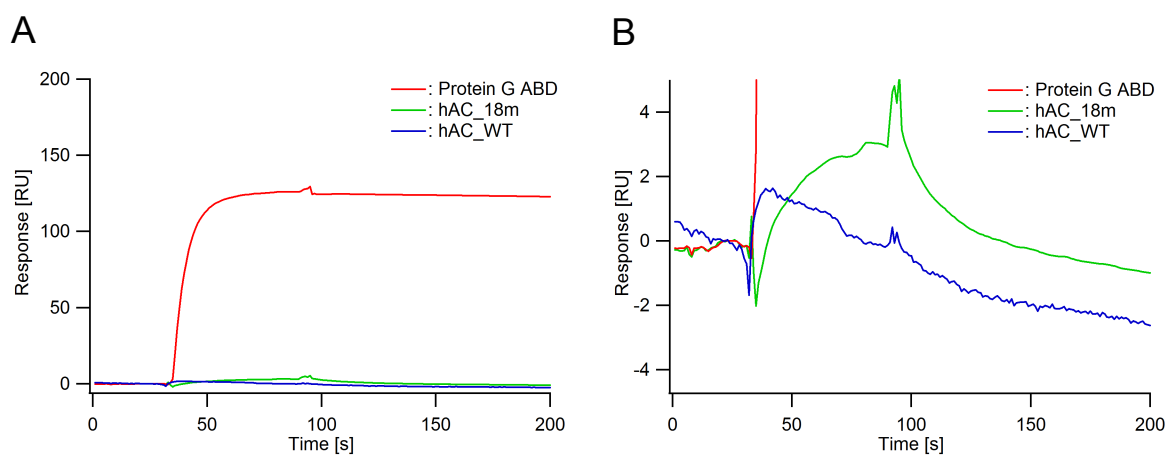 A
200
150
100
50
0
Response [RU]
: Protein G ABD
: hAC_18m
: hAC_WT
0 50 100 150 200
Time [s]
B
4
2
0
-2
-4
Response [RU]
: Protein G ABD
: hAC_18m
: hAC_WT
0 50 100 150 200
Time [s]